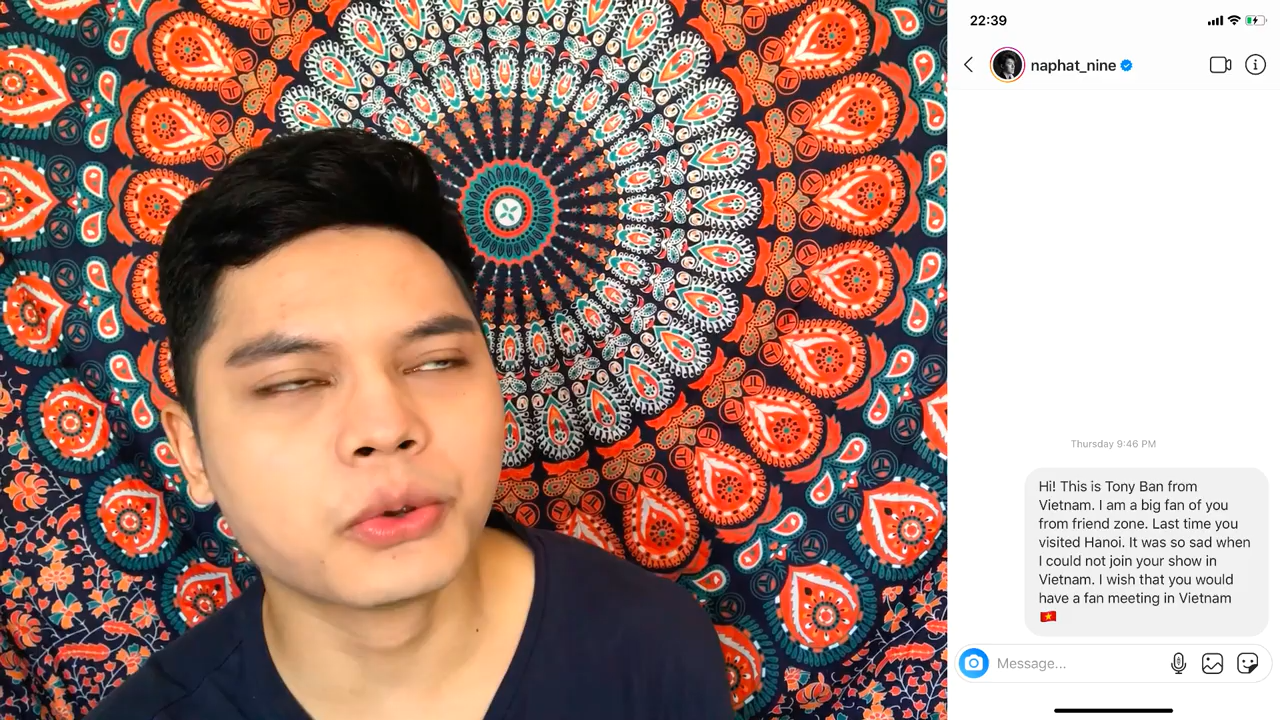 22:39
naphat_nine
Thursday 9:46 PM
Hi! This is Tony Ban from
Vietnam. I am a big fan of you
from friend zone. Last time you
visited Hanoi. It was so sad when
I could not join your show in
Vietnam. I wish that you would
have a fan meeting in Vietnam
🇻🇳
Message...